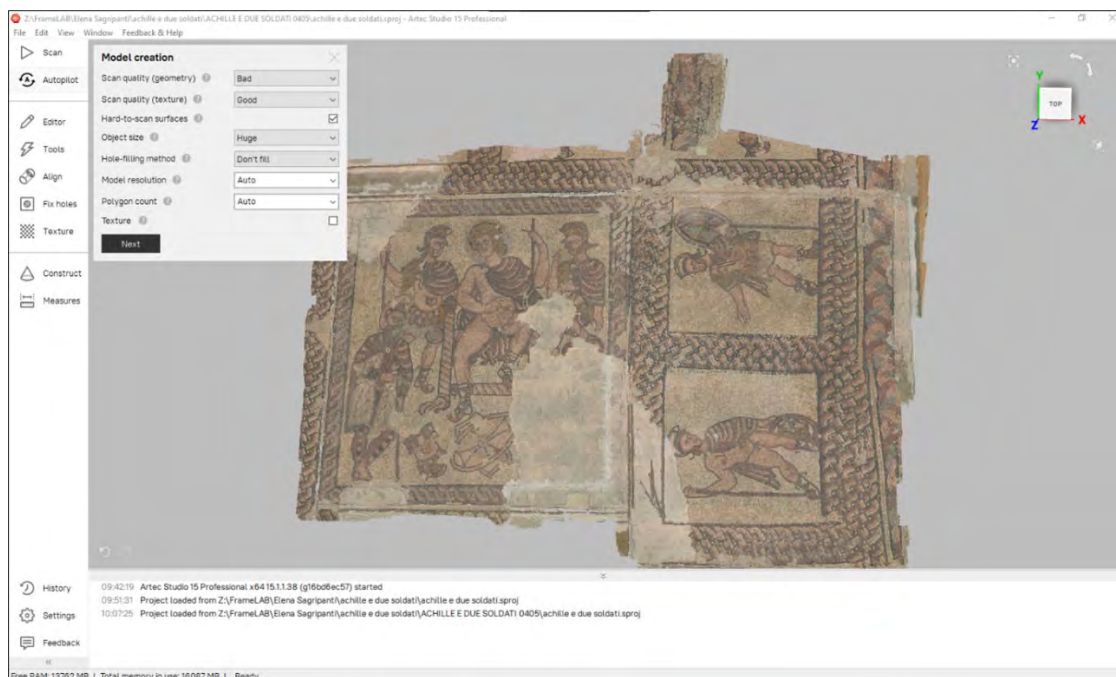 Z:\FrameLAB\Elena Sagripanti\achille e due soldati\ACHILLE E DUE SOLDATI 0405\achille e due soldati.sproj - Artec Studio 15 Professional
File Edit View Window Feedback & Help
Scan
Autopilot
Editor
Tools
Align
Fix holes
Texture
Construct
Measures
History
Settings
Feedback
Model creation
Scan quality (geometry) Bad
Scan quality (texture) Good
Hard-to-scan surfaces
Object size Huge
Hole-filling method Don't fill
Model resolution Auto
Polygon count Auto
Texture
Next
Y
TOP
Z X
09:42:19 Artec Studio 15 Professional x64 15.1.1.38 (g16bd6ec57) started
09:51:31 Project loaded from Z:\FrameLAB\Elena Sagripanti\achille e due soldati\achille e due soldati.sproj
10:07:25 Project loaded from Z:\FrameLAB\Elena Sagripanti\achille e due soldati\ACHILLE E DUE SOLDATI 0405\achille e due soldati.sproj
Free RAM: 13762 MB | Total memory in use: 16087 MB | Ready